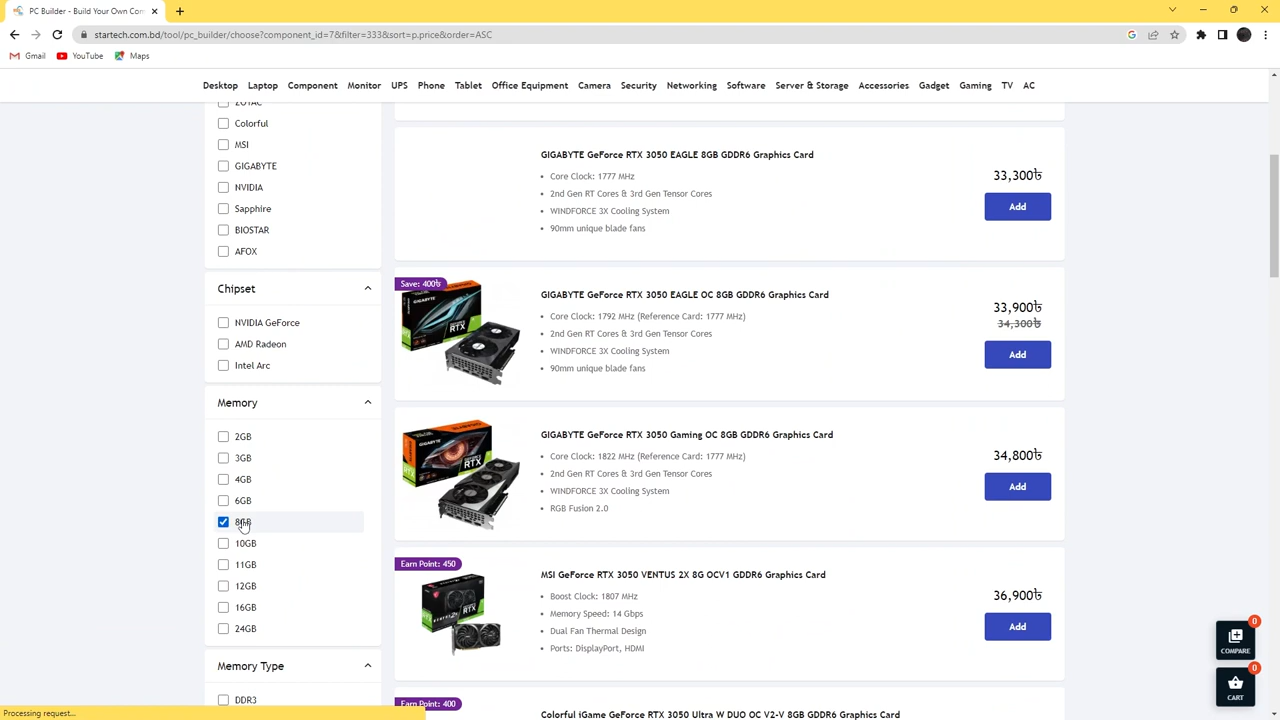 PC Builder - Build Your Own Com
startech.com.bd/tool/pc_builder/choose?component_id=7&filter=333&sort=p.price&order=ASC
Gmail YouTube Maps
Desktop Laptop Component Monitor UPS Phone Tablet Office Equipment Camera Security Networking Software Server & Storage Accessories Gadget Gaming TV AC
ZOTAC
Colorful
MSI
GIGABYTE
NVIDIA
Sapphire
BIOSTAR
AFOX
Chipset
NVIDIA GeForce
AMD Radeon
Intel Arc
Memory
2GB
3GB
4GB
6GB
8GB
10GB
11GB
12GB
16GB
24GB
Memory Type
DDR3
GIGABYTE GeForce RTX 3050 EAGLE 8GB GDDR6 Graphics Card
Core Clock: 1777 MHz
2nd Gen RT Cores & 3rd Gen Tensor Cores
WINDFORCE 3X Cooling System
90mm unique blade fans
33,300৳
Add
Save: 400৳
GIGABYTE GeForce RTX 3050 EAGLE OC 8GB GDDR6 Graphics Card
Core Clock: 1792 MHz (Reference Card: 1777 MHz)
2nd Gen RT Cores & 3rd Gen Tensor Cores
WINDFORCE 3X Cooling System
90mm unique blade fans
33,900৳
34,300৳
Add
GIGABYTE GeForce RTX 3050 Gaming OC 8GB GDDR6 Graphics Card
Core Clock: 1822 MHz (Reference Card: 1777 MHz)
2nd Gen RT Cores & 3rd Gen Tensor Cores
WINDFORCE 3X Cooling System
RGB Fusion 2.0
34,800৳
Add
Earn Point: 450
MSI GeForce RTX 3050 VENTUS 2X 8G OCV1 GDDR6 Graphics Card
Boost Clock: 1807 MHz
Memory Speed: 14 Gbps
Dual Fan Thermal Design
Ports: DisplayPort, HDMI
36,900৳
Add
Earn Point: 400
Colorful iGame GeForce RTX 3050 Ultra W DUO OC V2-V 8GB GDDR6 Graphics Card
0
COMPARE
0
CART
Processing request...